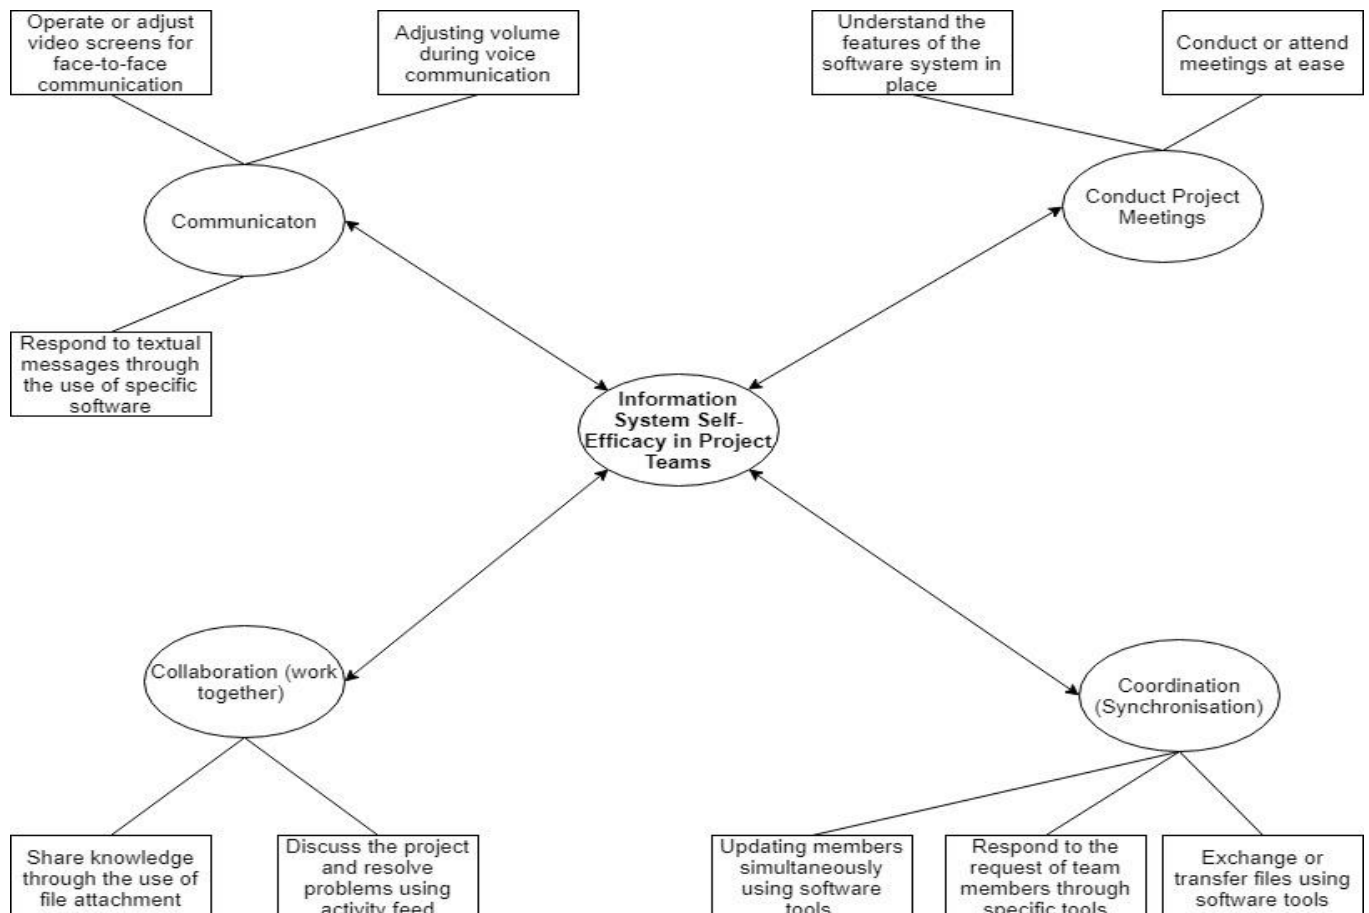 Operate or adjust
video screens for
face-to-face
communication
Adjusting volume
during voice
communication
Understand the
features of the
software system in
place
Conduct or attend
meetings at ease
Communicaton
Conduct Project
Meetings
Respond to textual
messages through
the use of specific
software
Information
System Self-
Efficacy in Project
Teams
Collaboration (work
together)
Coordination
(Synchronisation)
Share knowledge
through the use of
file attachment
Discuss the project
and resolve
problems using
activity feed
Updating members
simultaneously
using software
tools
Respond to the
request of team
members through
specific tools
Exchange or
transfer files using
software tools